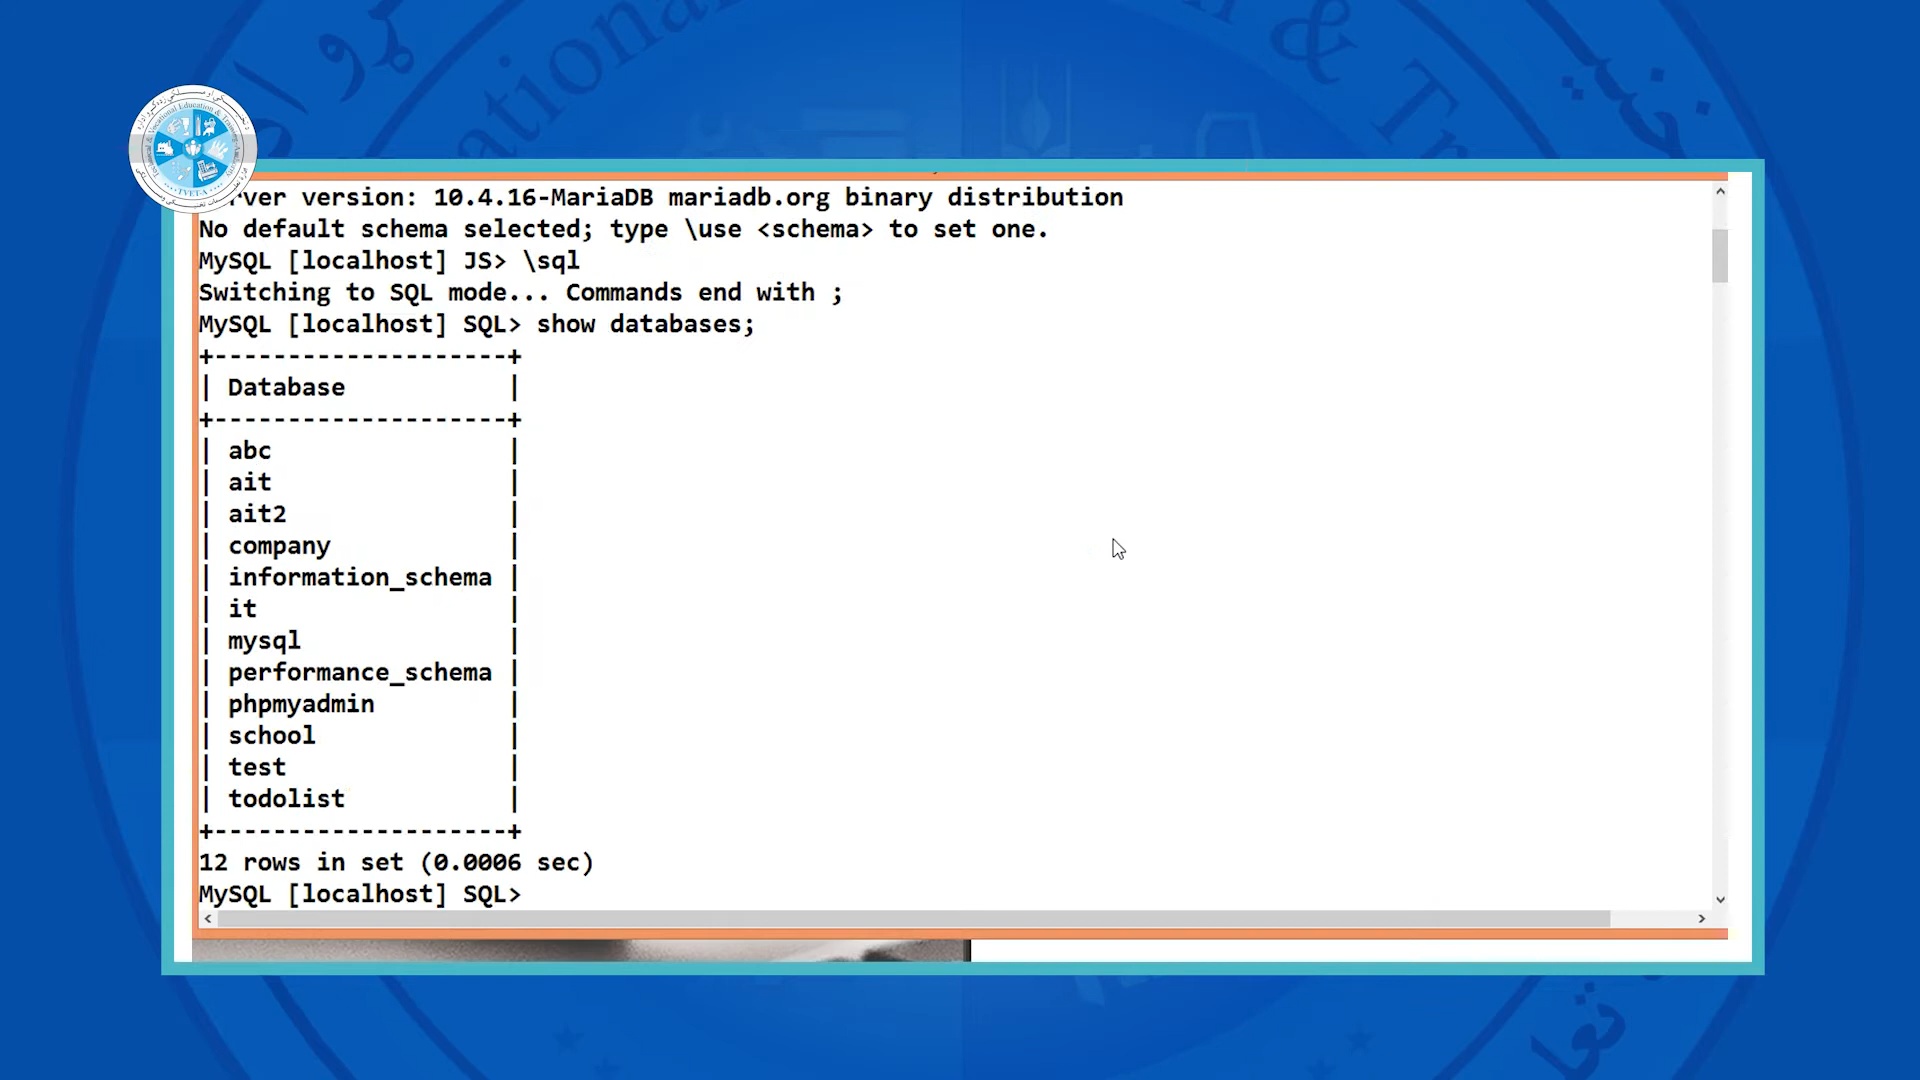 rver version: 10.4.16-MariaDB mariadb.org binary distribution
No default schema selected; type \use <schema> to set one.
MySQL [localhost] JS> \sql
Switching to SQL mode... Commands end with ;
MySQL [localhost] SQL> show databases;
+--------------------+
| Database           |
+--------------------+
| abc                |
| ait                |
| ait2               |
| company            |
| information_schema |
| it                 |
| mysql              |
| performance_schema |
| phpmyadmin         |
| school             |
| test               |
| todolist           |
+--------------------+
12 rows in set (0.0006 sec)
MySQL [localhost] SQL>